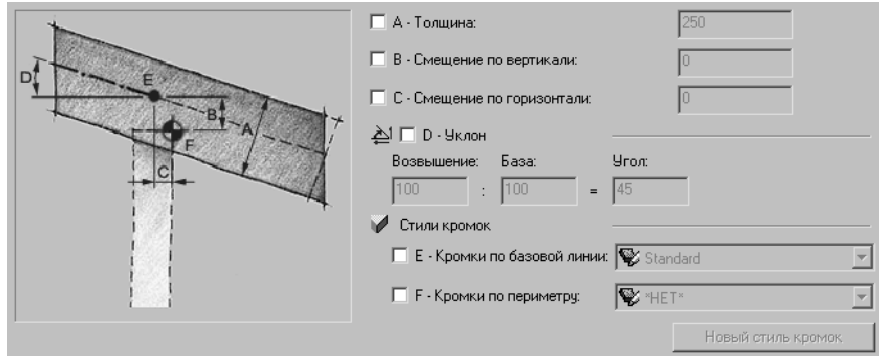 D
E
B
A
F
C
A - Толщина: 250
B - Смещение по вертикали: 0
C - Смещение по горизонтали: 0
D - Уклон
Возвышение: База: Угол:
100 : 100 = 45
Стили кромок
E - Кромки по базовой линии: Standard
F - Кромки по периметру: *НЕТ*
Новый стиль кромок